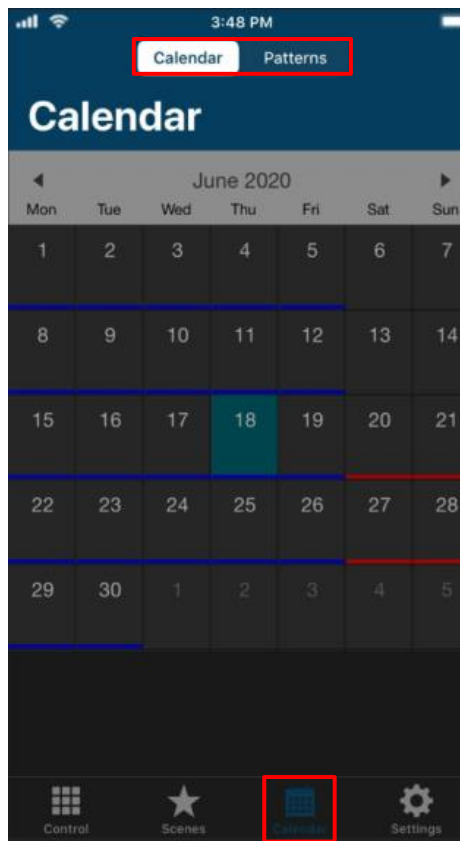 3:48 PM
Calendar Patterns
Calendar
June 2020
Mon Tue Wed Thu Fri Sat Sun
1 2 3 4 5 6 7
8 9 10 11 12 13 14
15 16 17 18 19 20 21
22 23 24 25 26 27 28
29 30 1 2 3 4 5
Control Scenes Calendar Settings